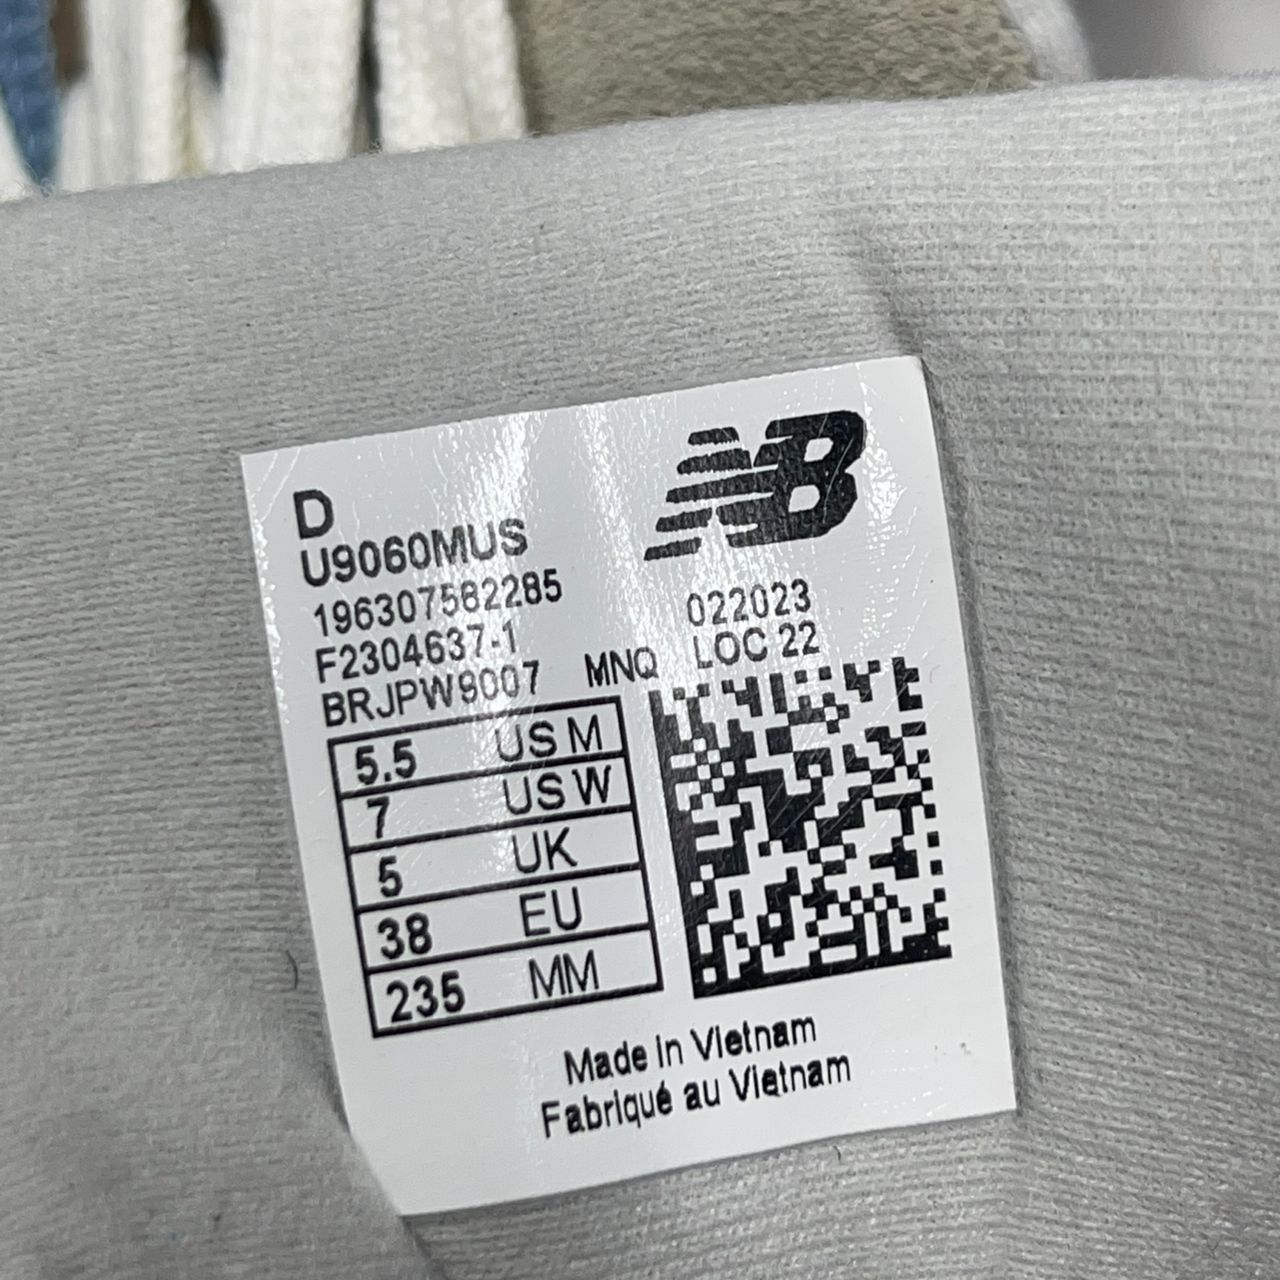 D
U9060MUS
196307582285
F2304637-1
BRJPW9007 MNQ
NB
022023
LOC 22
5.5 US M
7 US W
5 UK
38 EU
235 MM
Made in Vietnam
Fabriqué au Vietnam